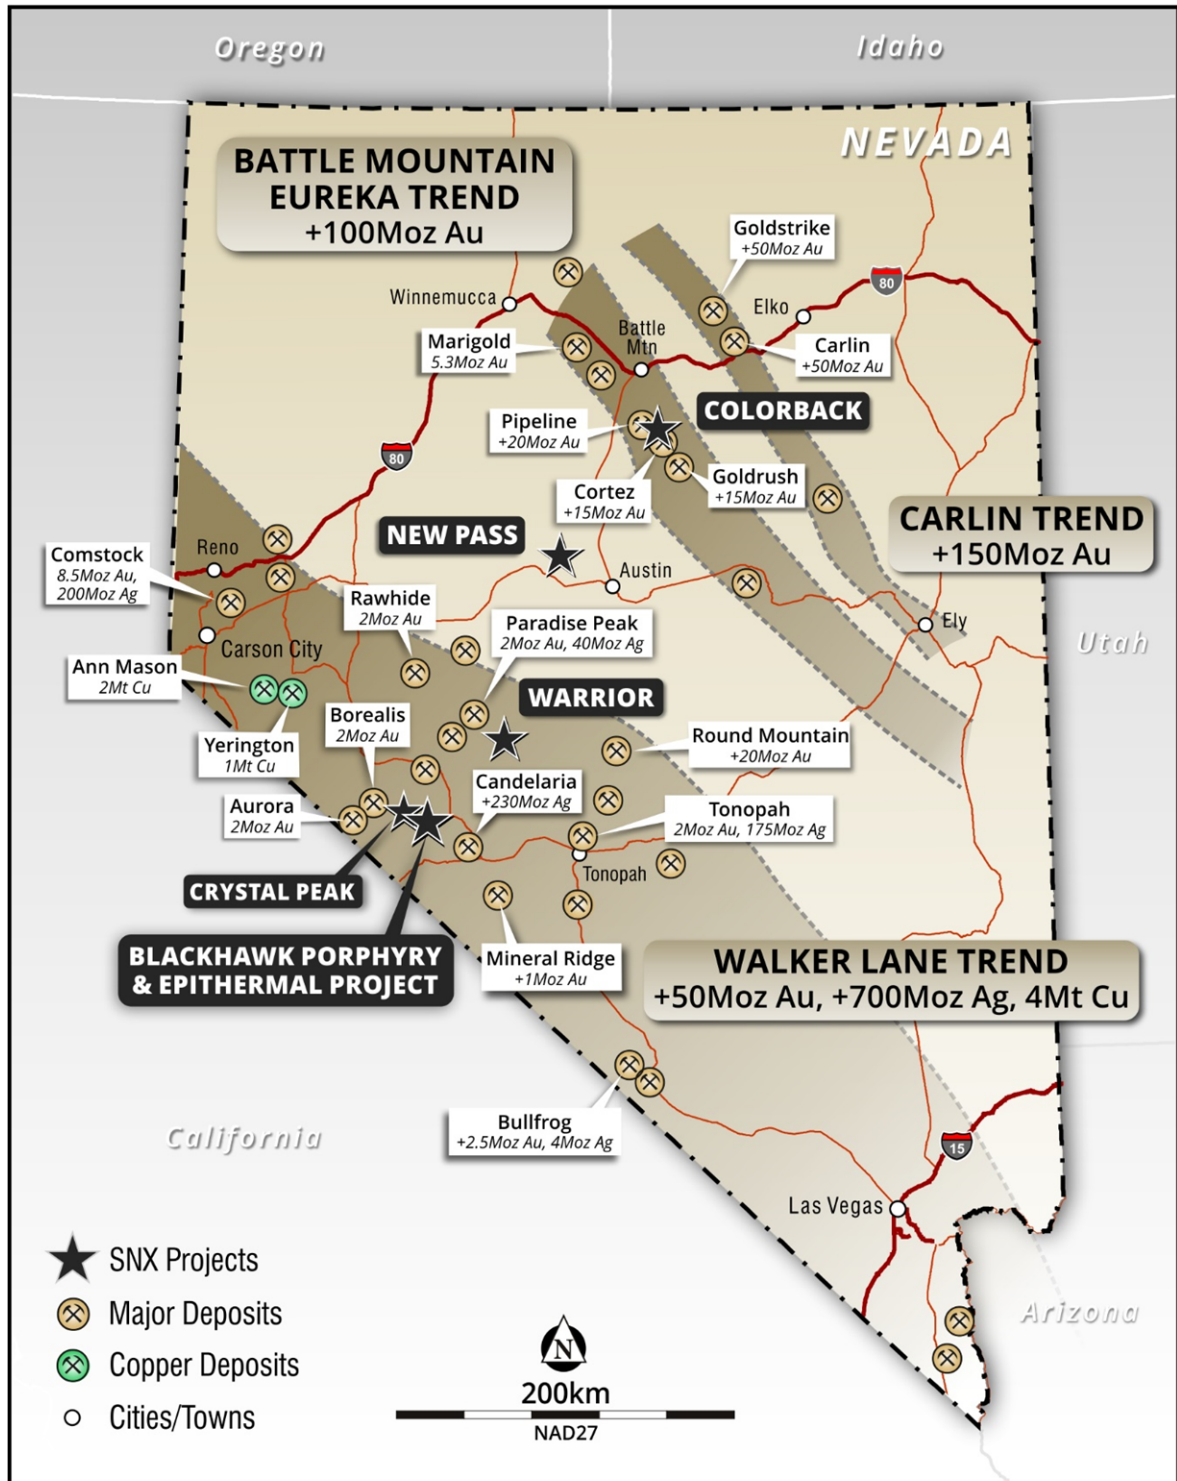 Oregon
Idaho
NEVADA
BATTLE MOUNTAIN
EUREKA TREND
+100Moz Au
Goldstrike
+50Moz Au
80
Winnemucca
Elko
Battle
Mtn
Marigold
5.3Moz Au
Carlin
+50Moz Au
COLORBACK
Pipeline
+20Moz Au
80
Goldrush
+15Moz Au
Cortez
+15Moz Au
CARLIN TREND
+150Moz Au
NEW PASS
Reno
Comstock
8.5Moz Au,
200Moz Ag
Austin
Rawhide
2Moz Au
Paradise Peak
2Moz Au, 40Moz Ag
Ely
Utah
Carson City
Ann Mason
2Mt Cu
WARRIOR
Borealis
2Moz Au
Yerington
1Mt Cu
Round Mountain
+20Moz Au
Candelaria
+230Moz Ag
Aurora
2Moz Au
Tonopah
2Moz Au, 175Moz Ag
Tonopah
CRYSTAL PEAK
BLACKHAWK PORPHYRY
& EPITHERMAL PROJECT
Mineral Ridge
+1Moz Au
WALKER LANE TREND
+50Moz Au, +700Moz Ag, 4Mt Cu
Bullfrog
+2.5Moz Au, 4Moz Ag
California
15
Las Vegas
Arizona
SNX Projects
Major Deposits
Copper Deposits
Cities/Towns
N
200km
NAD27